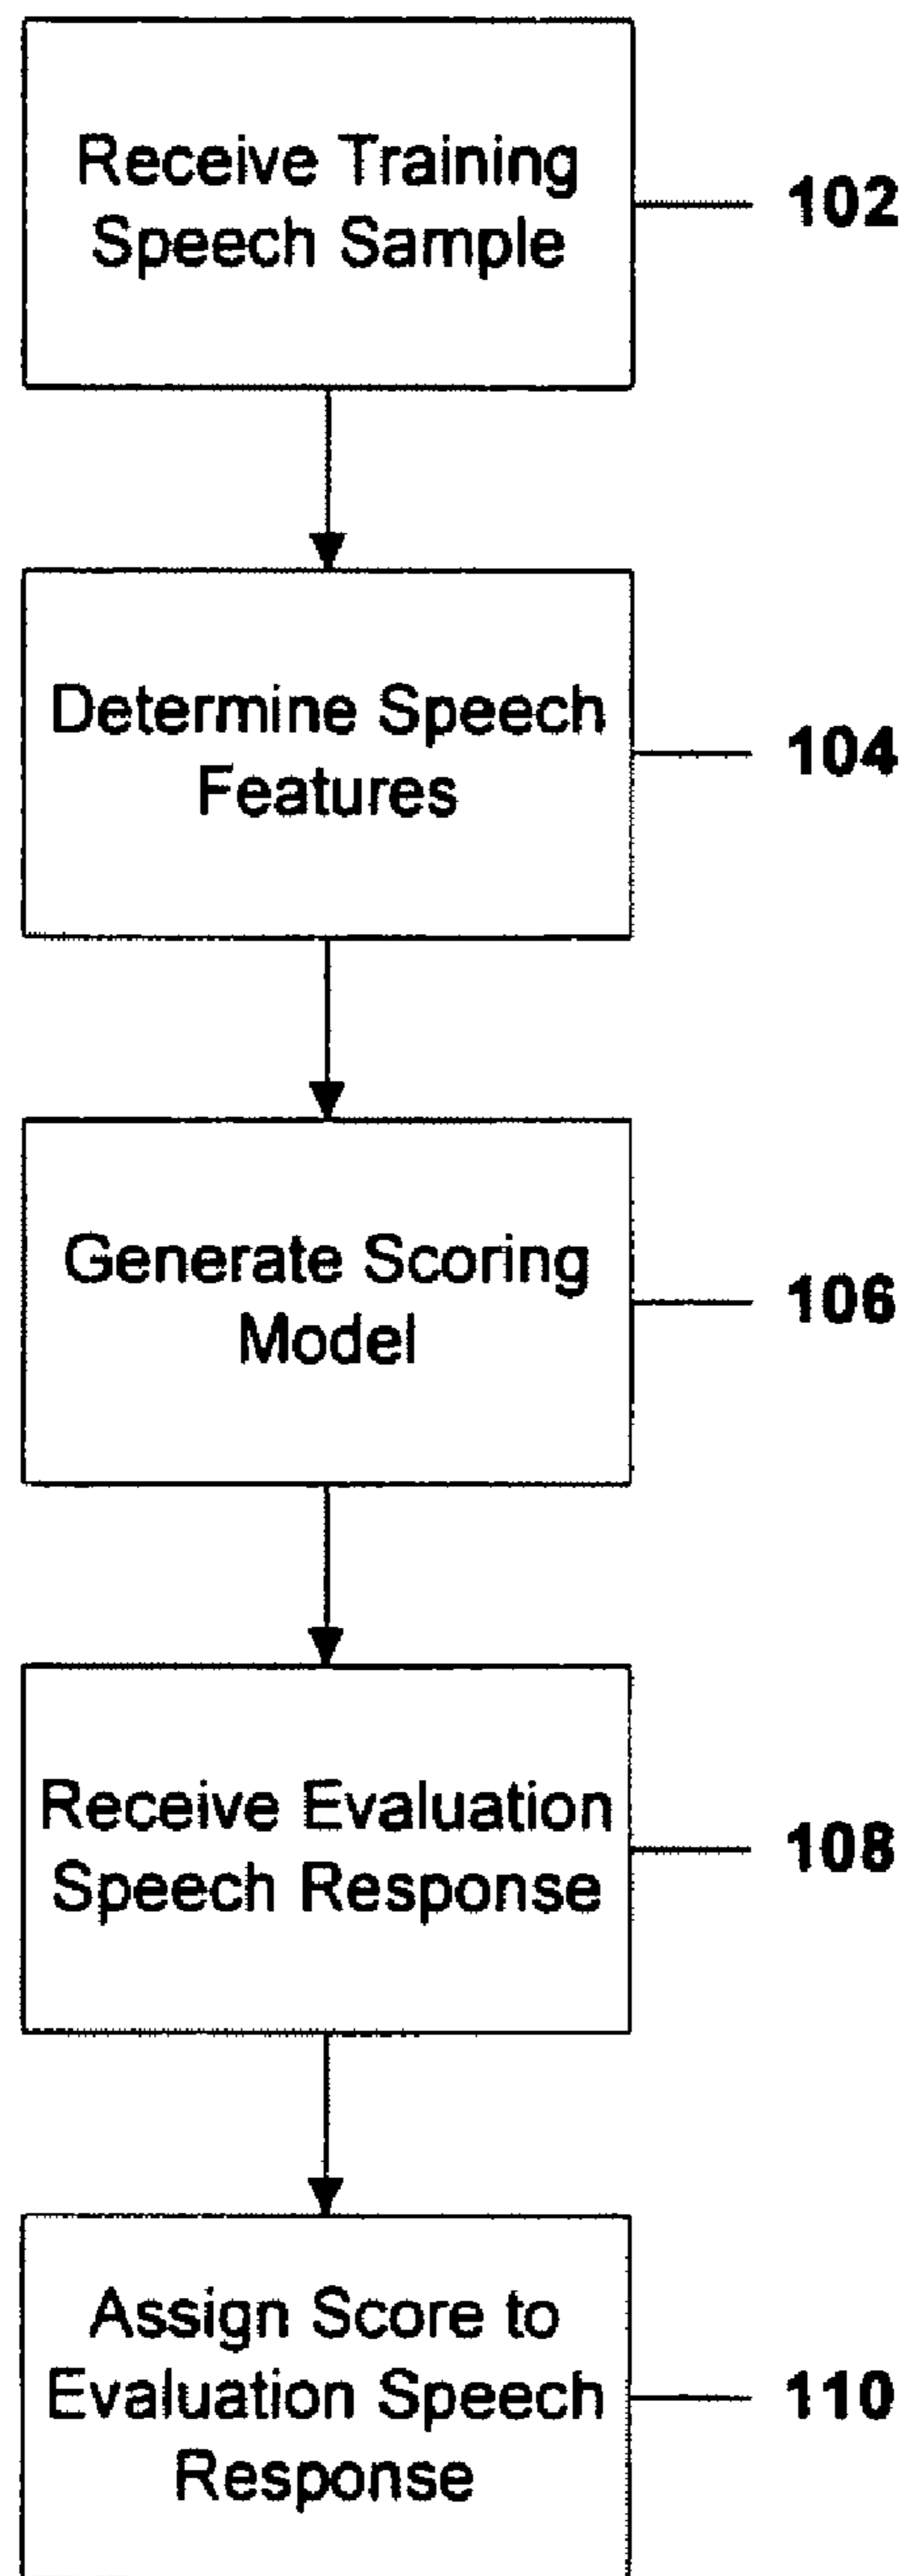 Receive Training
Speech Sample
102
Determine Speech
Features
104
Generate Scoring
Model
106
Receive Evaluation
Speech Response
108
Assign Score to
Evaluation Speech
Response
110